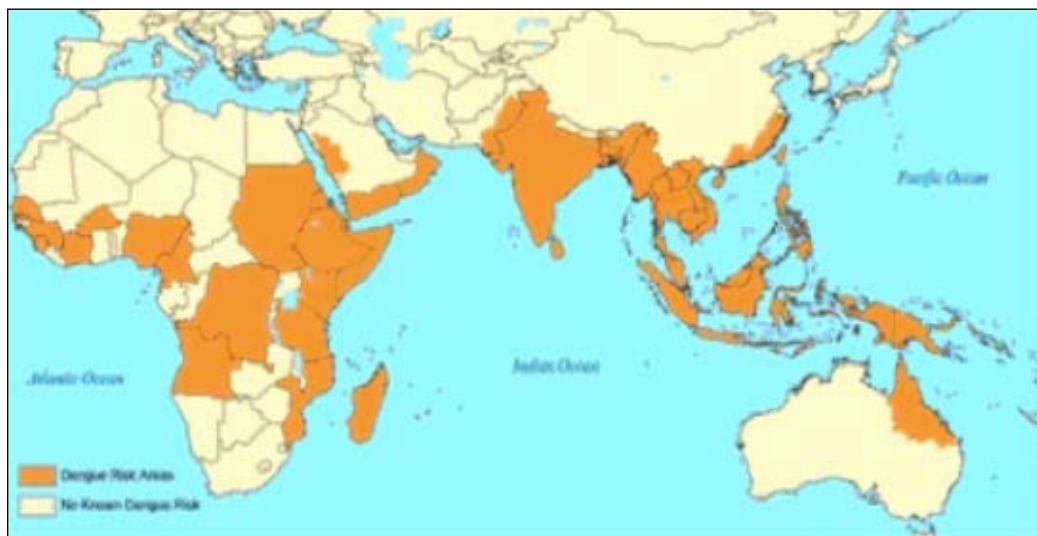 Pacific Ocean
Indian Ocean
Atlantic Ocean
Dengue Risk Areas
No Known Dengue Risk